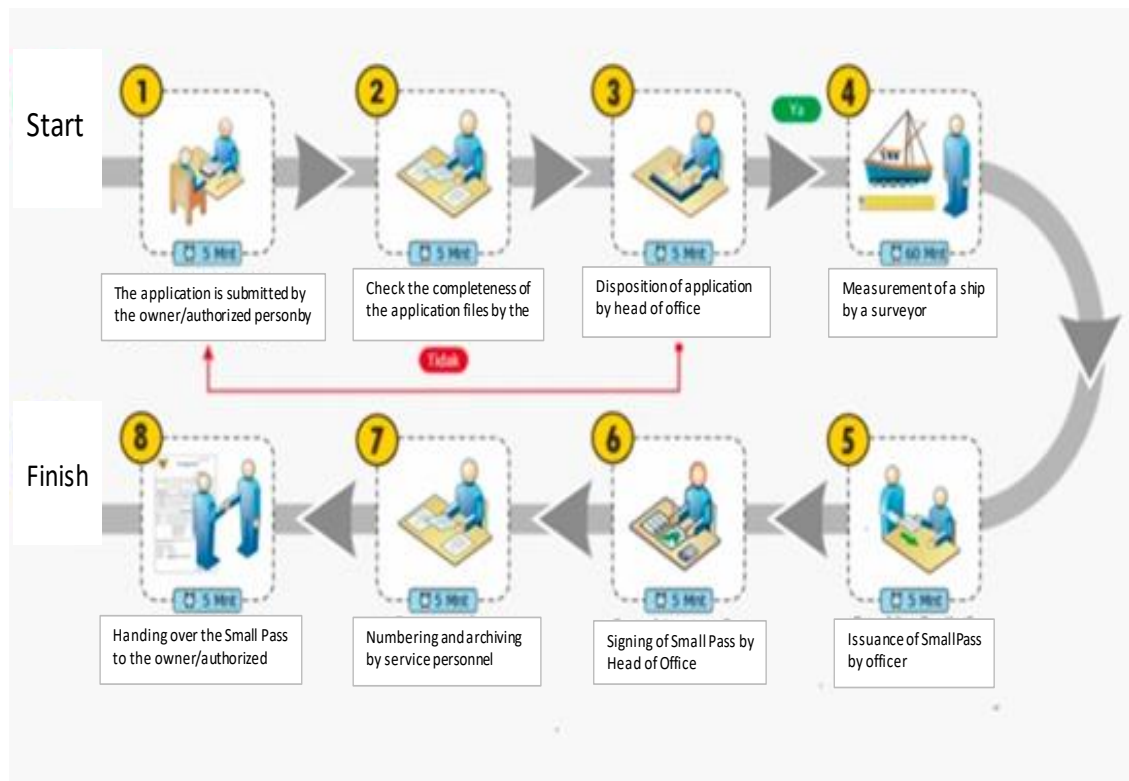 Start
1
2
3
Ya
4
5 Mnt
5 Mnt
5 Mnt
60 Mnt
The application is submitted by
the owner/authorized personby
Check the completeness of
the application files by the
Disposition of application
by head of office
Measurement of a ship
by a surveyor
Tidak
Finish
8
7
6
5
5 Mnt
5 Mnt
5 Mnt
5 Mnt
Handing over the Small Pass
to the owner/authorized
Numbering and archiving
by service personnel
Signing of Small Pass by
Head of Office
Issuance of SmallPass
by officer